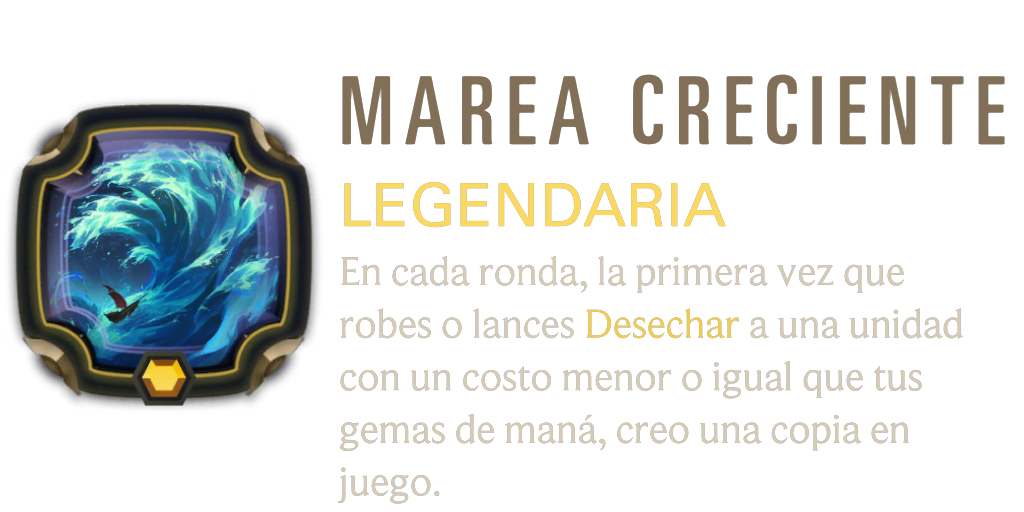 MAREA CRECIENTE
LEGENDARIA
En cada ronda, la primera vez que
robes o lances Desechar a una unidad
con un costo menor o igual que tus
gemas de maná, creo una copia en
juego.